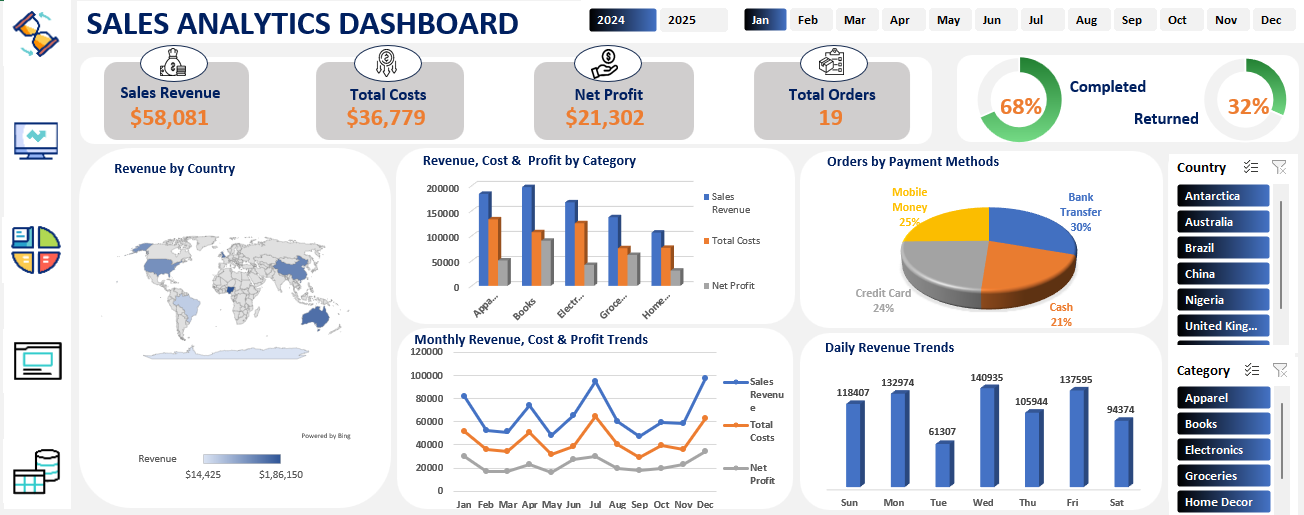 SALES ANALYTICS DASHBOARD
2024 2025
Jan Feb Mar Apr May Jun Jul Aug Sep Oct Nov Dec
Sales Revenue
$58,081
Total Costs
$36,779
Net Profit
$21,302
Total Orders
19
68%
Completed
Returned
32%
Revenue by Country
Powered by Bing
Revenue
$14,425 $1,86,150
Revenue, Cost & Profit by Category
200000
150000
100000
50000
0
Appa...
Books
Electr...
Groce...
Home...
Sales
Revenue
Total Costs
Net Profit
Orders by Payment Methods
Mobile
Money
25%
Bank
Transfer
30%
Credit Card
24%
Cash
21%
Monthly Revenue, Cost & Profit Trends
120000
100000
80000
60000
40000
20000
0
Jan Feb Mar Apr May Jun Jul Aug Sep Oct Nov Dec
Sales
Revenu
e
Total
Costs
Net
Profit
Daily Revenue Trends
118407 132974 61307 140935 105944 137595 94374
Sun Mon Tue Wed Thu Fri Sat
Country
Antarctica
Australia
Brazil
China
Nigeria
United King...
Category
Apparel
Books
Electronics
Groceries
Home Decor